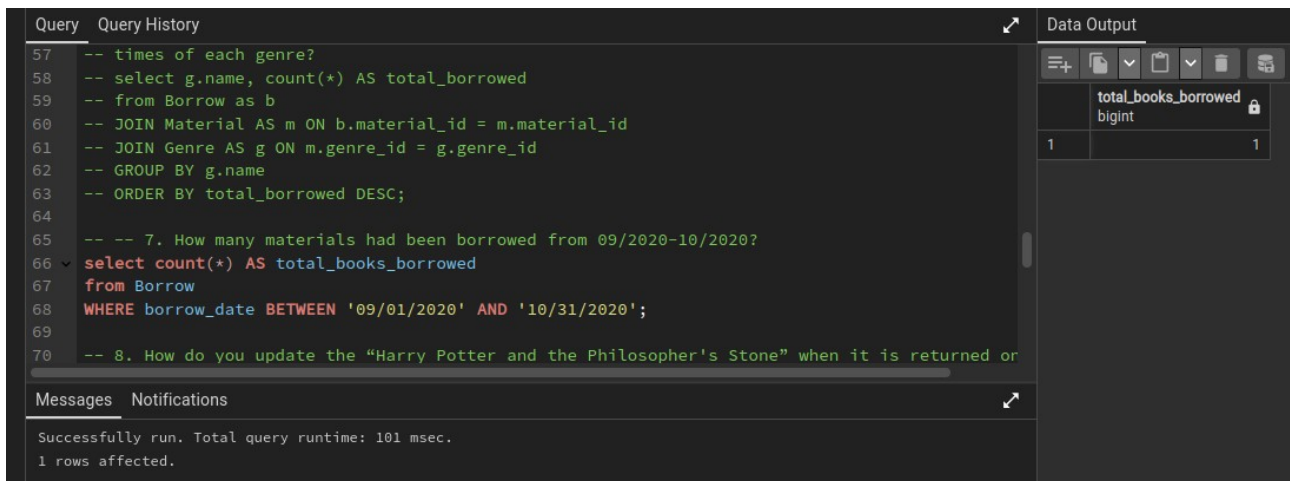 Query Query History
Data Output
57 -- times of each genre?
58 -- select g.name, count(*) AS total_borrowed
59 -- from Borrow as b
60 -- JOIN Material AS m ON b.material_id = m.material_id
61 -- JOIN Genre AS g ON m.genre_id = g.genre_id
62 -- GROUP BY g.name
63 -- ORDER BY total_borrowed DESC;
64
65 -- -- 7. How many materials had been borrowed from 09/2020-10/2020?
66 select count(*) AS total_books_borrowed
67 from Borrow
68 WHERE borrow_date BETWEEN '09/01/2020' AND '10/31/2020';
69
70 -- 8. How do you update the “Harry Potter and the Philosopher's Stone” when it is returned on
total_books_borrowed
bigint
1 1
Messages Notifications
Successfully run. Total query runtime: 101 msec.
1 rows affected.